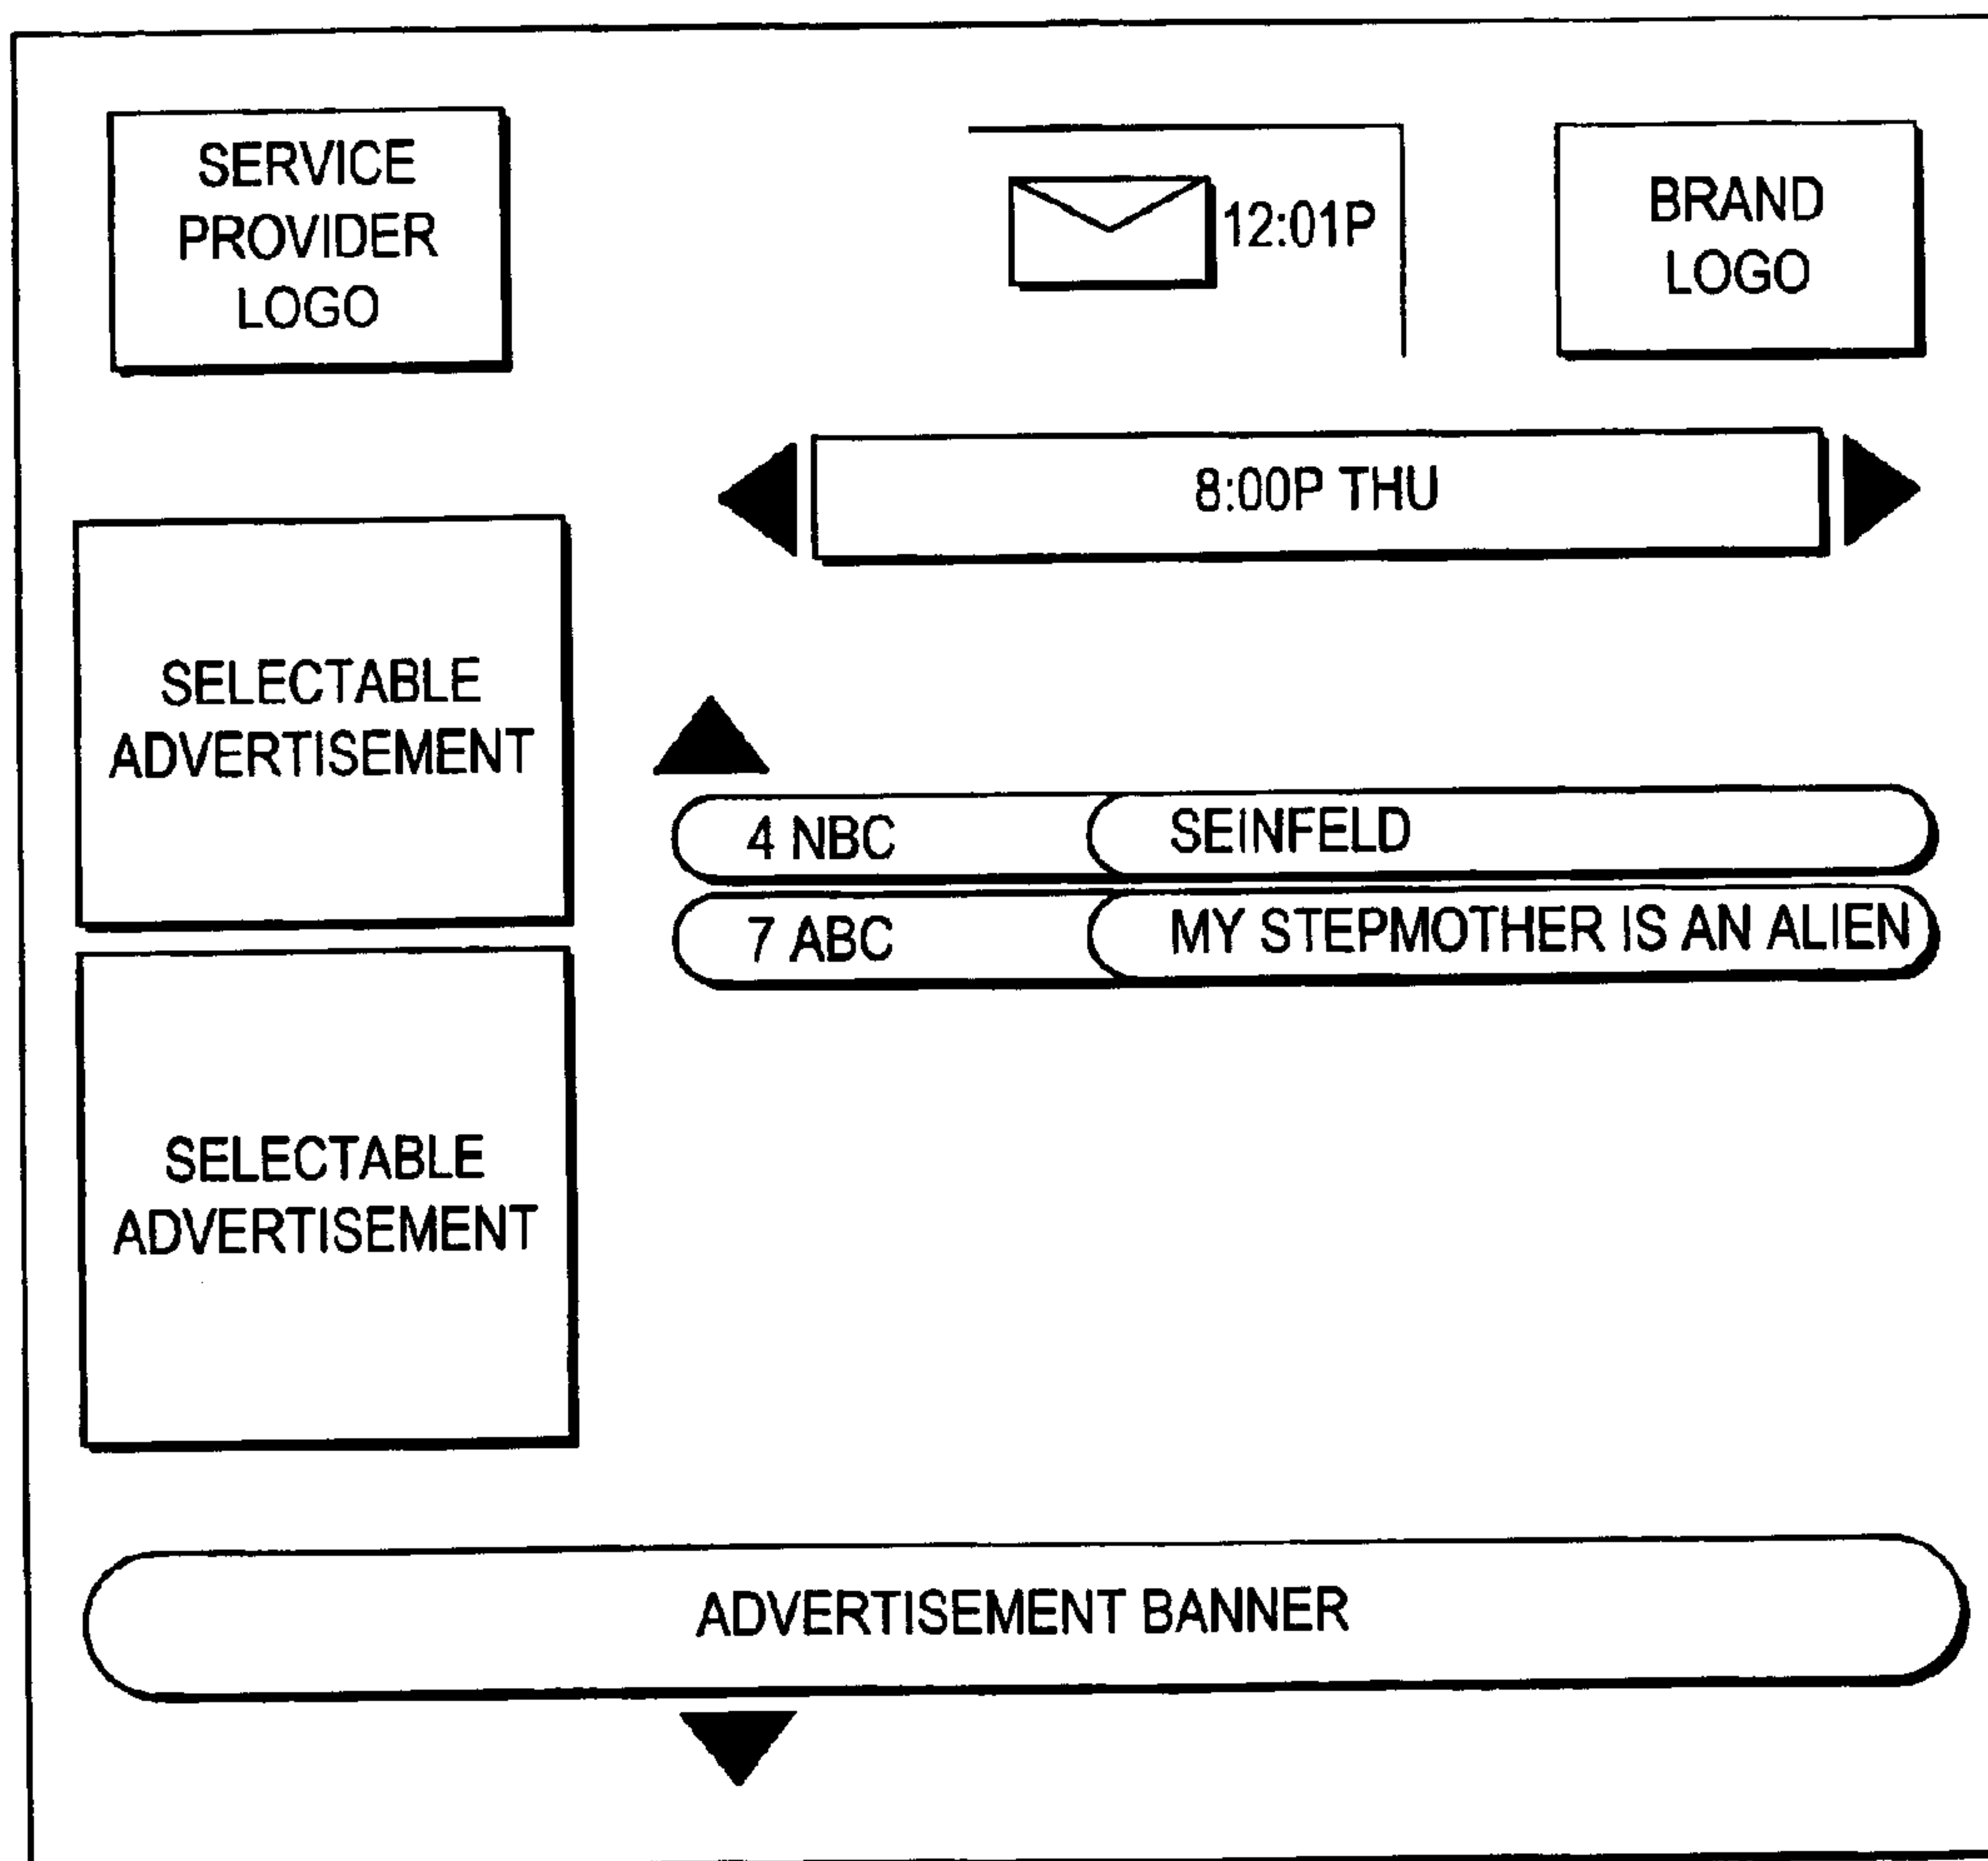 SERVICE
PROVIDER
LOGO
12:01P
BRAND
LOGO
8:00P THU
SELECTABLE
ADVERTISEMENT
4 NBC SEINFELD
7 ABC MY STEPMOTHER IS AN ALIEN
SELECTABLE
ADVERTISEMENT
ADVERTISEMENT BANNER